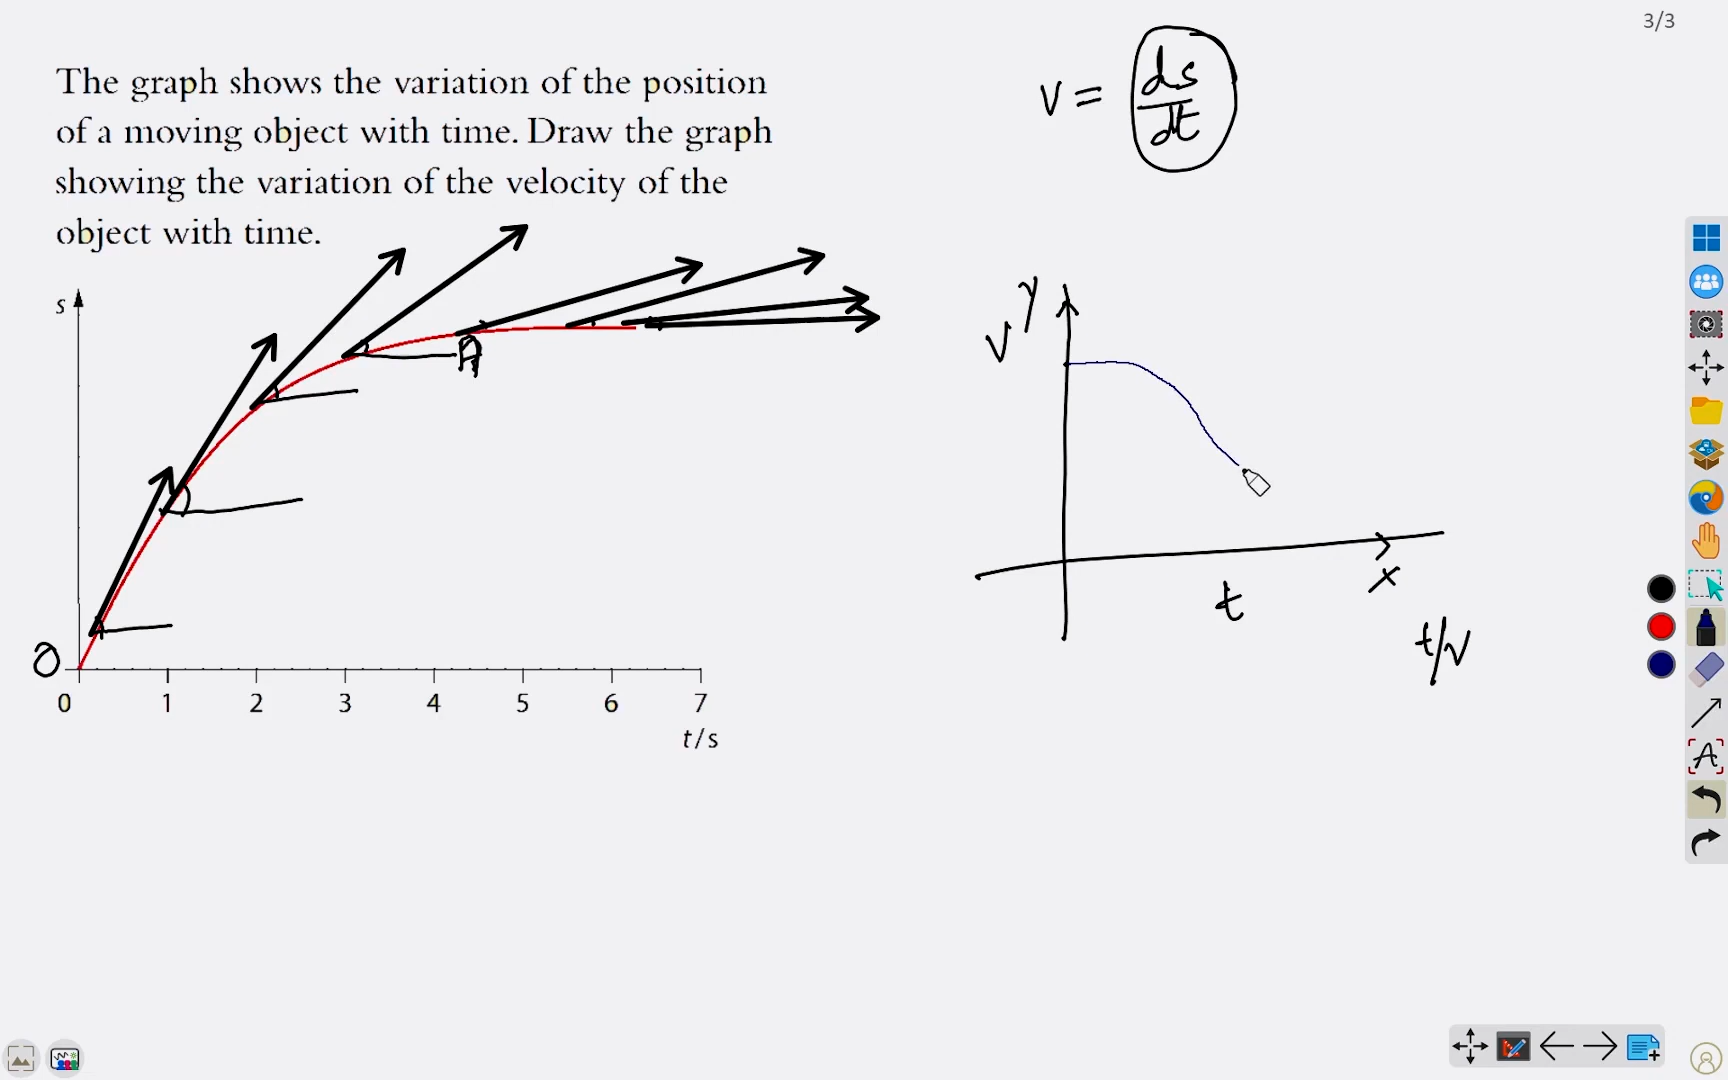 3/3
The graph shows the variation of the position
of a moving object with time. Draw the graph
showing the variation of the velocity of the
object with time.
v = ds/dt
s
A
O
0 1 2 3 4 5 6 7
t/s
y
v
x
t
t/v
A